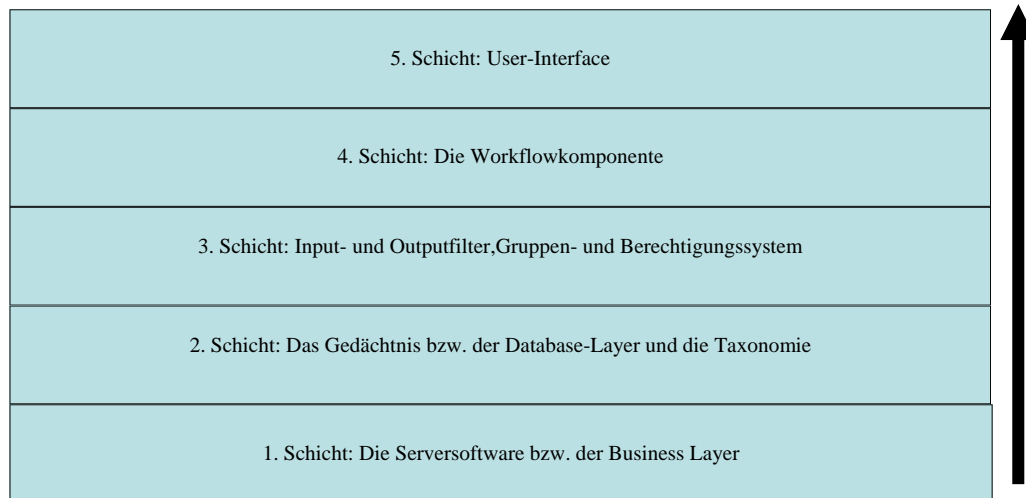 5. Schicht: User-Interface
4. Schicht: Die Workflowkomponente
3. Schicht: Input- und Outputfilter,Gruppen- und Berechtigungssystem
2. Schicht: Das Gedächtnis bzw. der Database-Layer und die Taxonomie
1. Schicht: Die Serversoftware bzw. der Business Layer